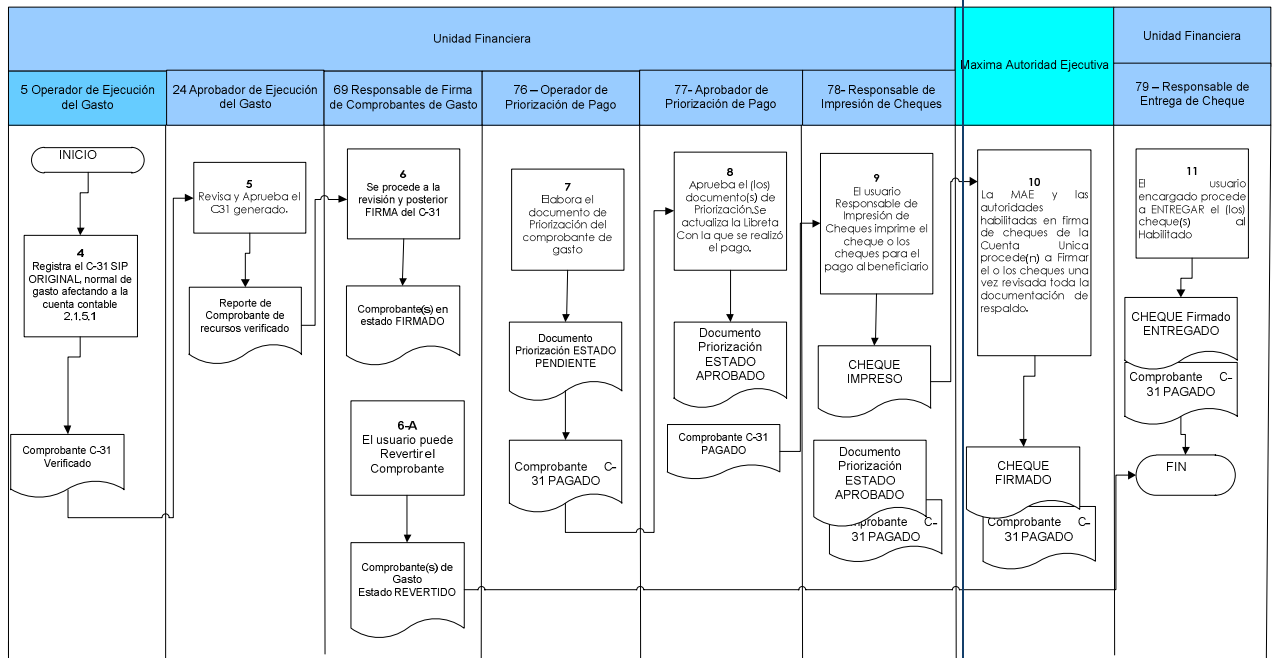 Unidad Financiera
Maxima Autoridad Ejecutiva
Unidad Financiera
5 Operador de Ejecución
del Gasto
24 Aprobador de Ejecución
del Gasto
69 Responsable de Firma
de Comprobantes de Gasto
76 – Operador de
Priorización de Pago
77- Aprobador de
Priorización de Pago
78- Responsable de
Impresión de Cheques
79 – Responsable de
Entrega de Cheque
INICIO
4
Registra el C-31 SIP
ORIGINAL, normal de
gasto afectando a la
cuenta contable
2,1,5,1
Comprobante C-31
Verificado
5
Revisa y Aprueba el
C31 generado.
Reporte de
Comprobante de
recursos verificado
6
Se procede a la
revisión y posterior
FIRMA del C-31
Comprobante(s) en
estado FIRMADO
6-A
El usuario puede
Revertir el
Comprobante
Comprobante(s) de
Gasto
Estado REVERTIDO
7
Elabora el
documento de
Priorización del
comprobante de
gasto
Documento
Priorización ESTADO
PENDIENTE
Comprobante C-
31 PAGADO
8
Aprueba el (los)
documento(s) de
Priorización.Se
actualiza la Libreta
Con la que se realizó
el pago.
Documento
Priorización
ESTADO
APROBADO
Comprobante C-31
PAGADO
9
El usuario
Responsable de
Impresión de
Cheques imprime el
cheque o los
cheques para el
pago al beneficiario
CHEQUE
IMPRESO
Documento
Priorización
ESTADO
APROBADO
Comprobante C-
31 PAGADO
10
La MAE y las
autoridades
habilitadas en firma
de cheques de la
Cuenta Unica
procede(n) a Firmar
el o los cheques una
vez revisada toda la
documentación de
respaldo.
CHEQUE
FIRMADO
Comprobante C-
31 PAGADO
11
El usuario
encargado procede
a ENTREGAR el (los)
cheque(s) al
Habilitado
CHEQUE Firmado
ENTREGADO
Comprobante C-
31 PAGADO
FIN